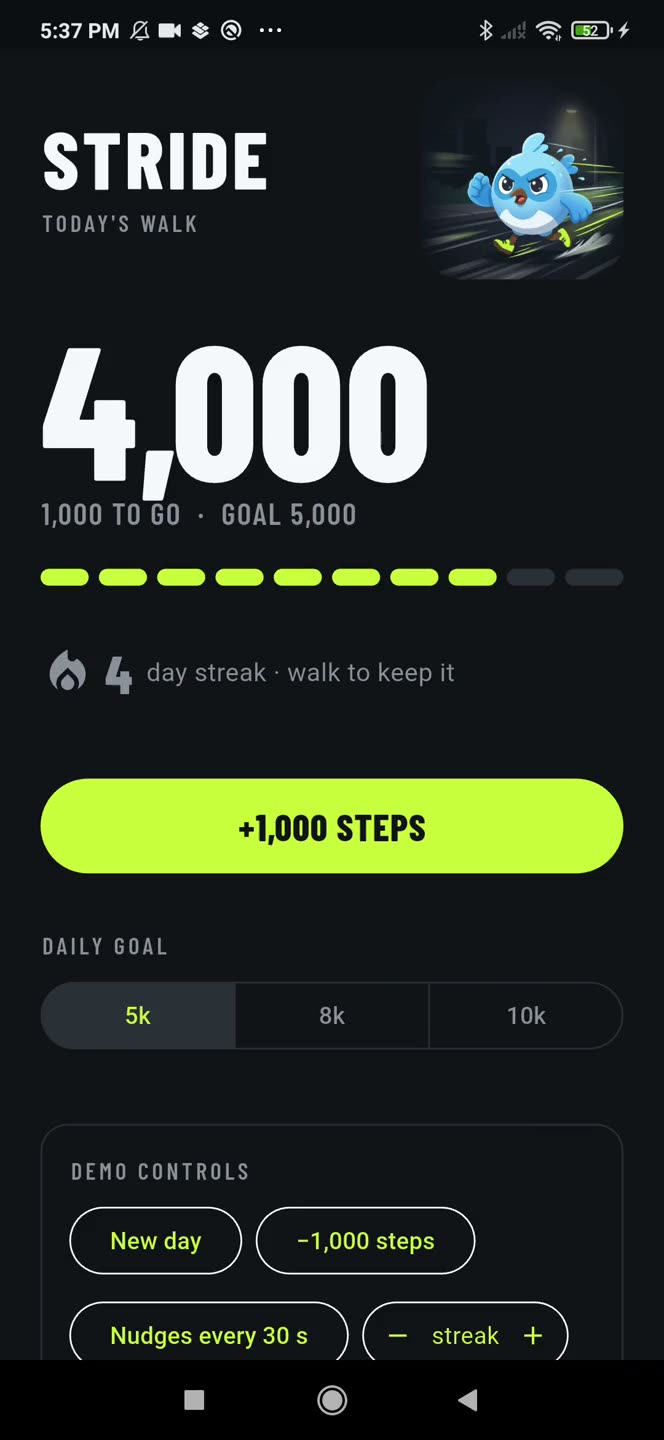 5:37 PM
52
STRIDE
TODAY'S WALK
4,000
1,000 TO GO · GOAL 5,000
4 day streak · walk to keep it
+1,000 STEPS
DAILY GOAL
5k 8k 10k
DEMO CONTROLS
New day −1,000 steps
Nudges every 30 s − streak +